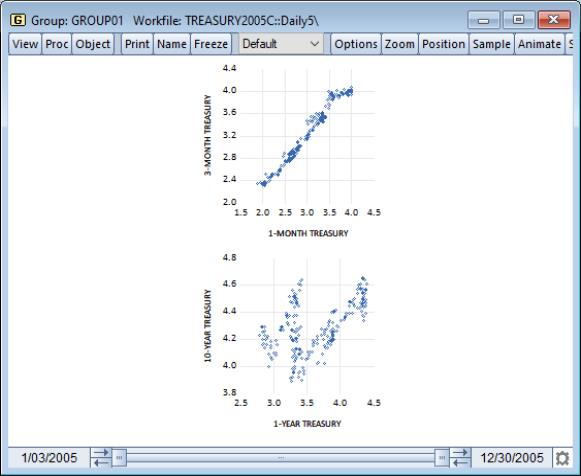 Group: GROUP01 Workfile: TREASURY2005C::Daily5\
View Proc Object Print Name Freeze Default Options Zoom Position Sample Animate S
4.4
4.0
3.6
3.2
2.8
2.4
2.0
3-MONTH TREASURY
1.5 2.0 2.5 3.0 3.5 4.0 4.5
1-MONTH TREASURY
4.8
4.6
4.4
4.2
4.0
3.8
10-YEAR TREASURY
2.5 3.0 3.5 4.0 4.5
1-YEAR TREASURY
1/03/2005 12/30/2005